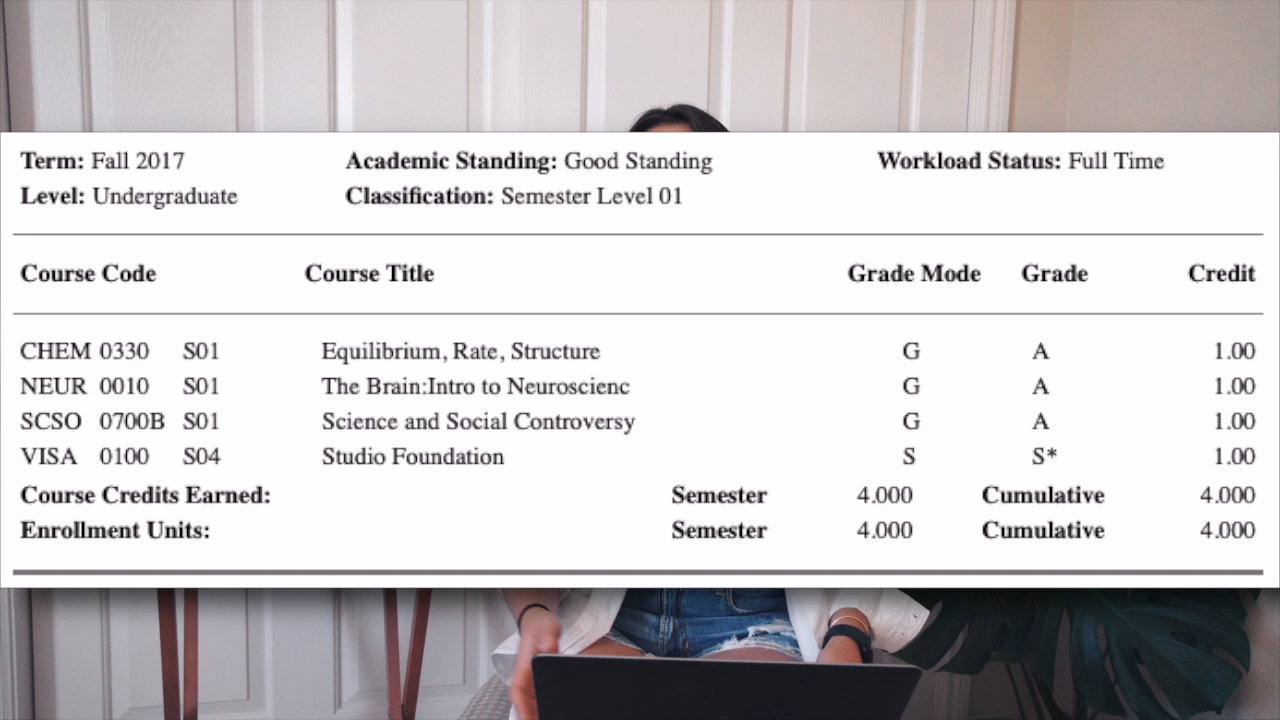 Term: Fall 2017 Academic Standing: Good Standing Workload Status: Full Time
Level: Undergraduate Classification: Semester Level 01
Course Code Course Title Grade Mode Grade Credit
CHEM 0330 S01 Equilibrium, Rate, Structure G A 1.00
NEUR 0010 S01 The Brain:Intro to Neuroscienc G A 1.00
SCSO 0700B S01 Science and Social Controversy G A 1.00
VISA 0100 S04 Studio Foundation S S* 1.00
Course Credits Earned: Semester 4.000 Cumulative 4.000
Enrollment Units: Semester 4.000 Cumulative 4.000